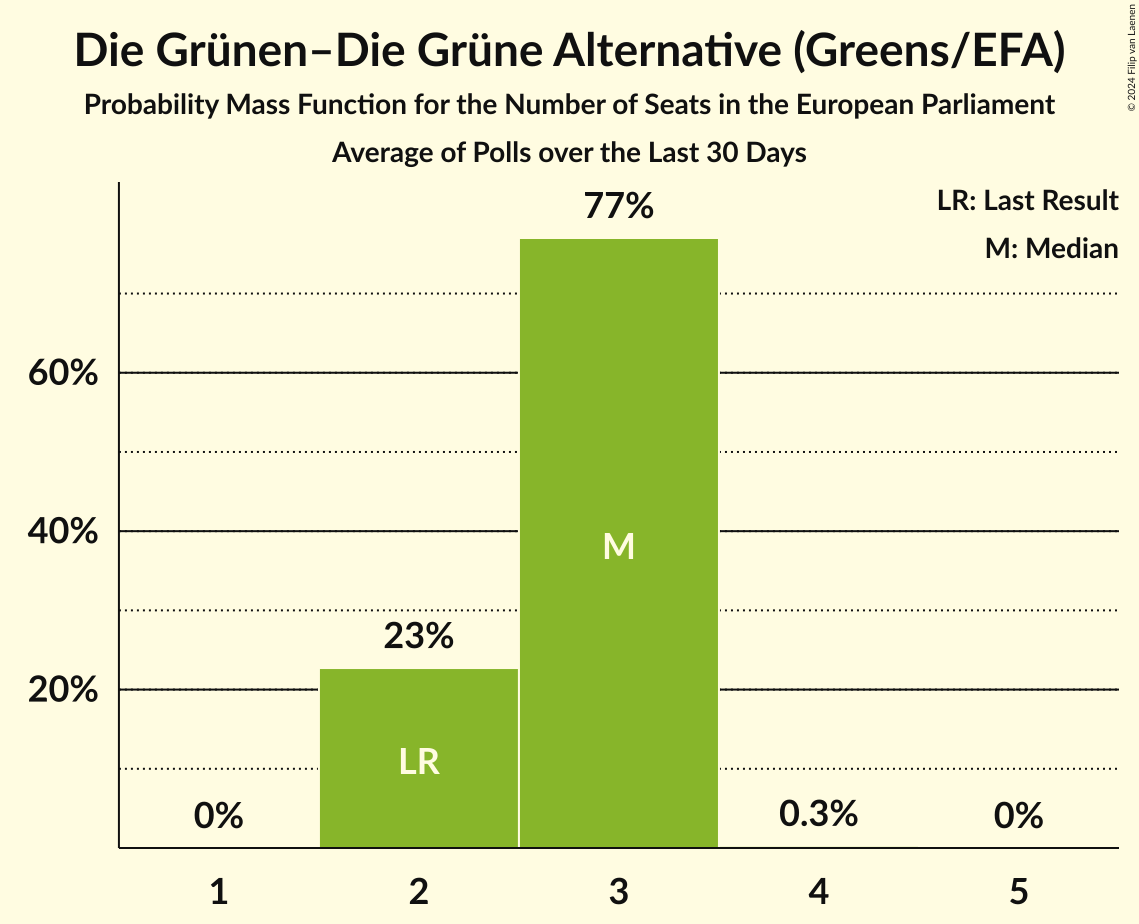 Die Grünen–Die Grüne Alternative (Greens/EFA)
Probability Mass Function for the Number of Seats in the European Parliament
Average of Polls over the Last 30 Days
© 2024 Filip van Laenen
LR: Last Result
M: Median
77%
60%
40%
M
23%
20%
LR
0%
0.3%
0%
1 2 3 4 5